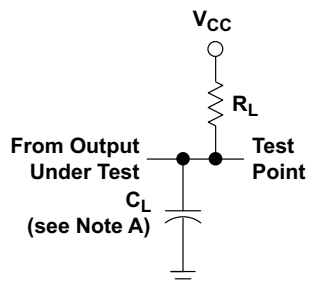 VCC
RL
From Output
Under Test
Test
Point
CL
(see Note A)